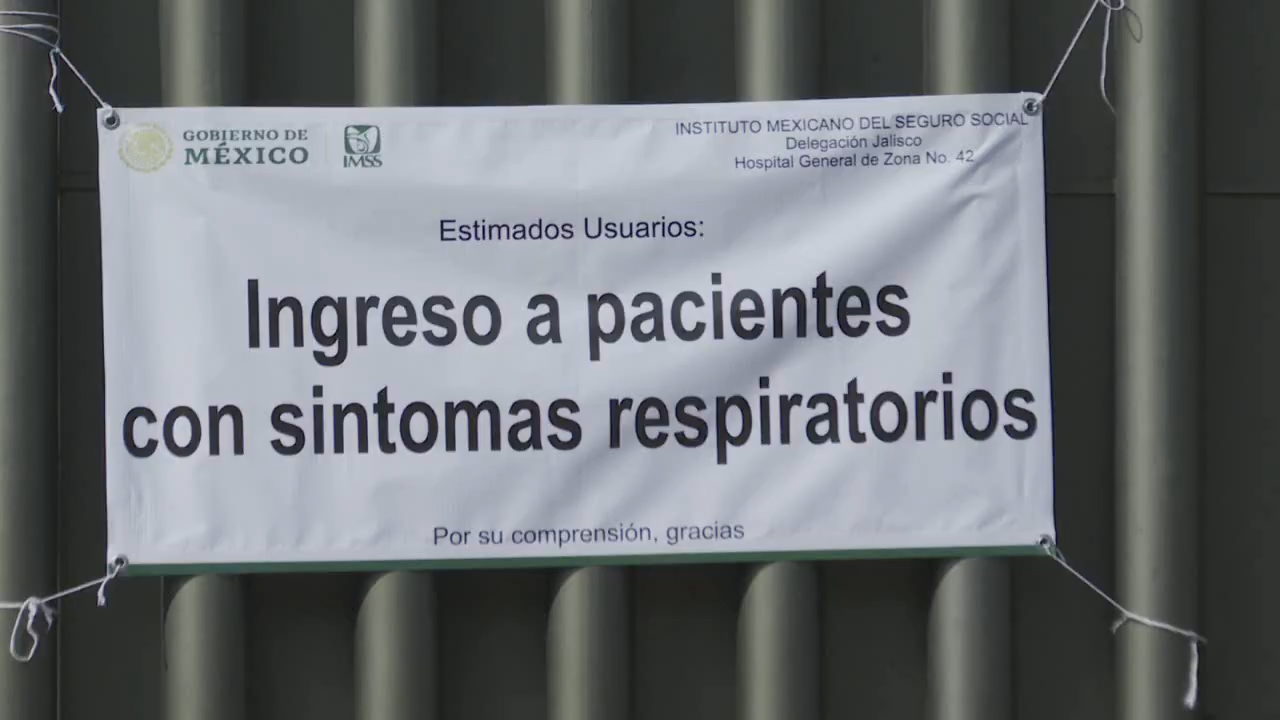 GOBIERNO DE
MÉXICO
IMSS
INSTITUTO MEXICANO DEL SEGURO SOCIAL
Delegación Jalisco
Hospital General de Zona No. 42
Estimados Usuarios:
Ingreso a pacientes
con sintomas respiratorios
Por su comprensión, gracias